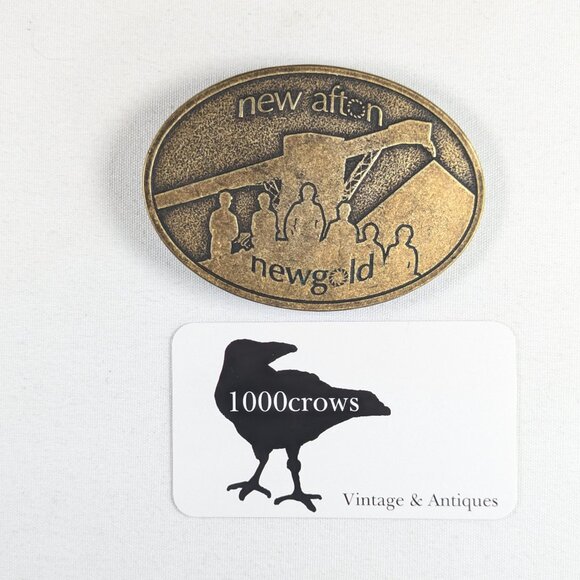 new afton
newgold
1000crows
Vintage & Antiques